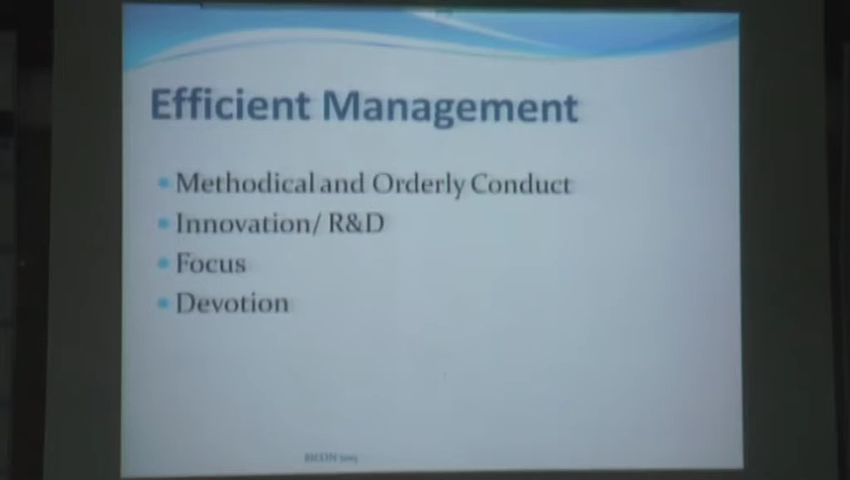 Efficient Management
Methodical and Orderly Conduct
Innovation/ R&D
Focus
Devotion